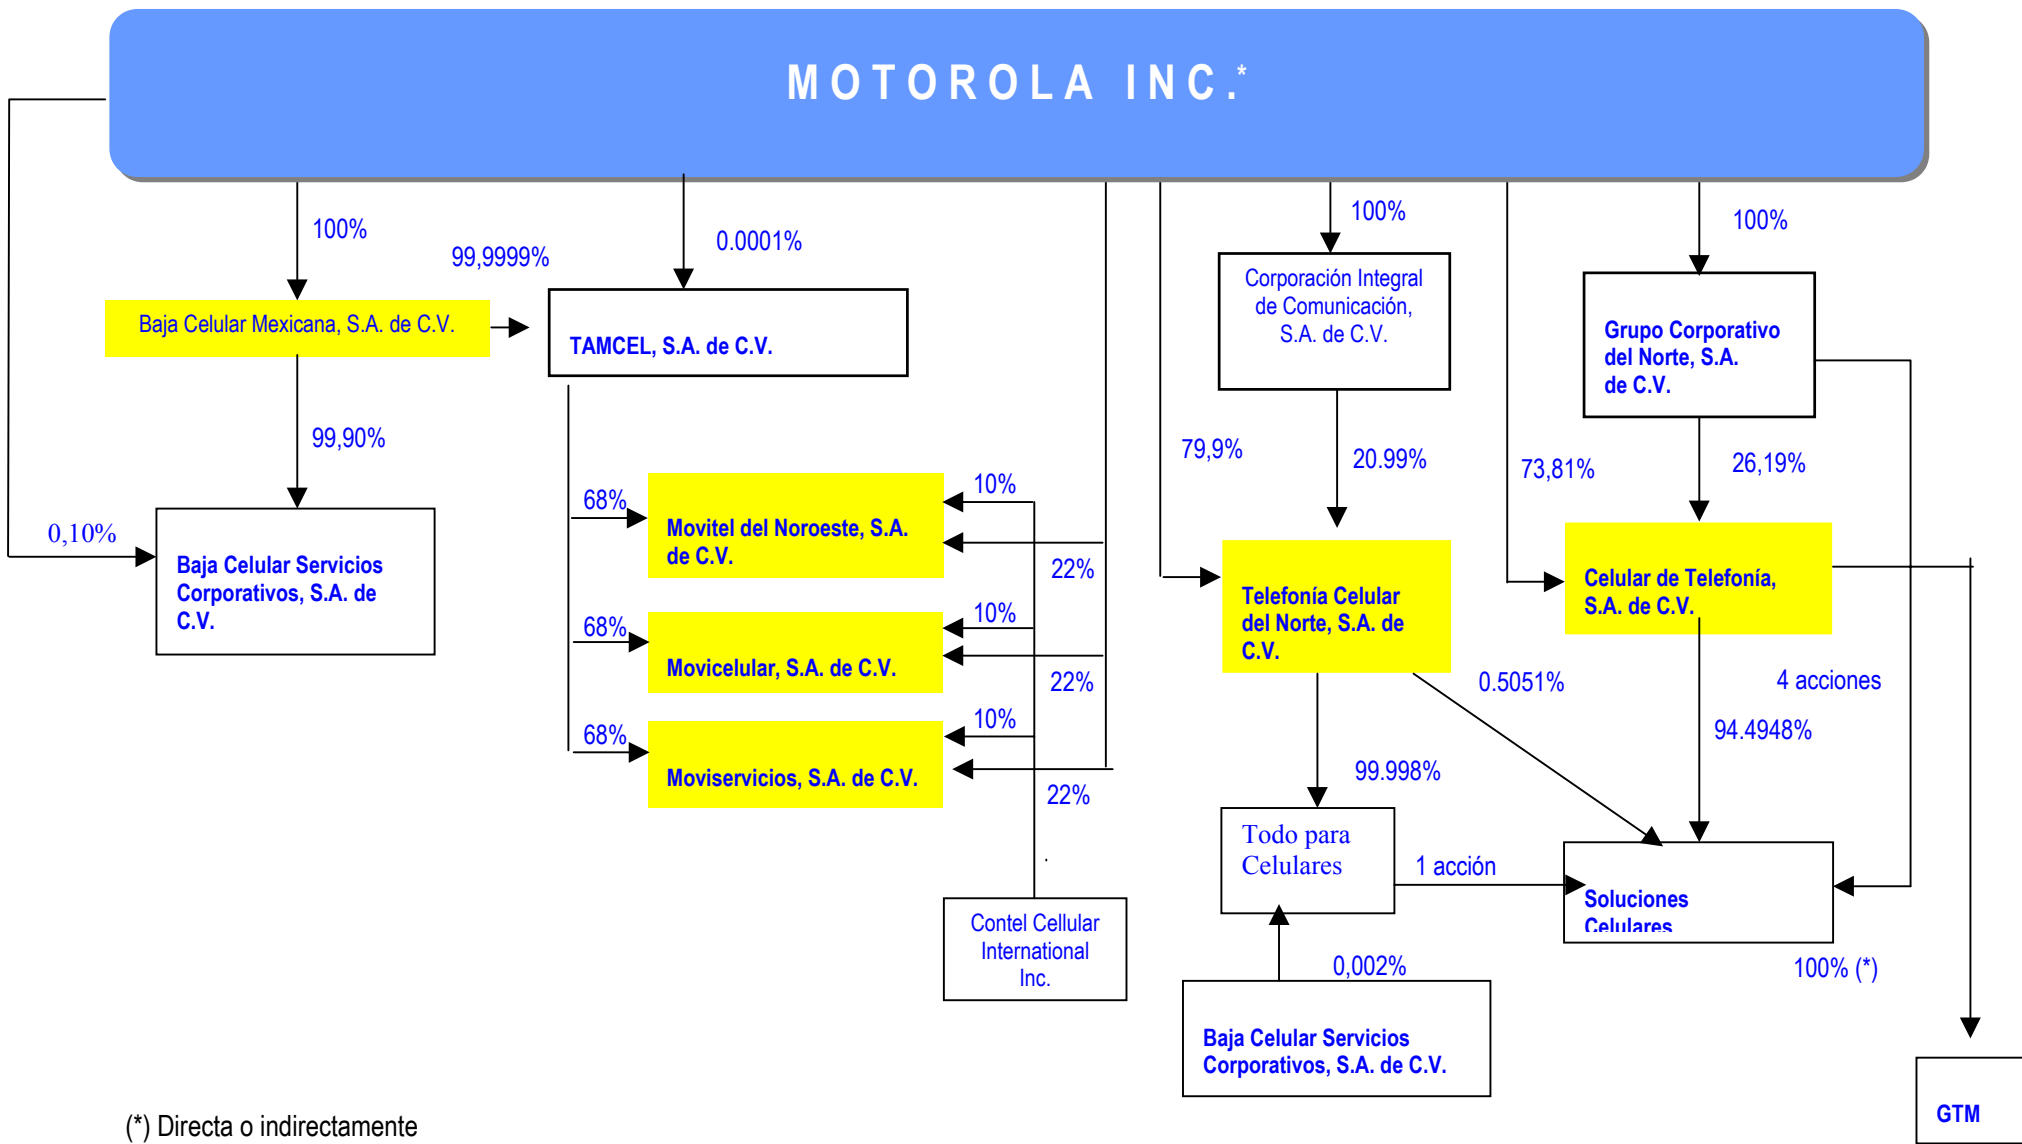 MOTOROLA INC.*
100%
99,9999%
0.0001%
100%
100%
Baja Celular Mexicana, S.A. de C.V.
TAMCEL, S.A. de C.V.
Corporación Integral
de Comunicación,
S.A. de C.V.
Grupo Corporativo
del Norte, S.A.
de C.V.
99,90%
79,9%
20.99%
73,81%
26,19%
0,10%
Baja Celular Servicios
Corporativos, S.A. de
C.V.
68%
Movitel del Noroeste, S.A.
de C.V.
10%
22%
68%
Movicelular, S.A. de C.V.
10%
22%
68%
Moviservicios, S.A. de C.V.
10%
22%
Telefonía Celular
del Norte, S.A. de
C.V.
Celular de Telefonía,
S.A. de C.V.
0.5051%
4 acciones
94.4948%
99.998%
Todo para
Celulares
1 acción
Soluciones
Celulares
100% (*)
Contel Cellular
International
Inc.
0,002%
Baja Celular Servicios
Corporativos, S.A. de C.V.
GTM
(*) Directa o indirectamente